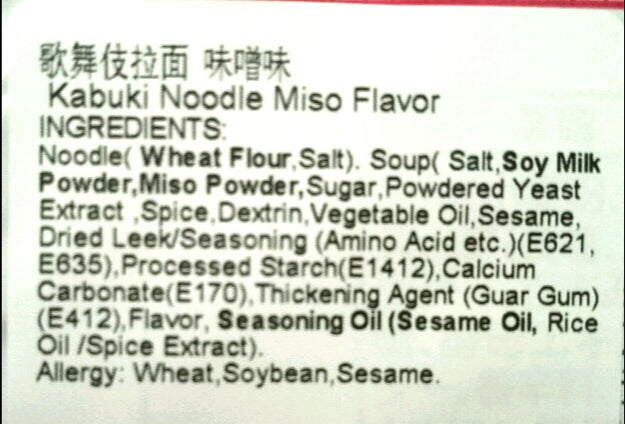 歌舞伎拉面 味噌味
Kabuki Noodle Miso Flavor
INGREDIENTS:
Noodle( Wheat Flour,Salt). Soup( Salt,Soy Milk
Powder,Miso Powder,Sugar,Powdered Yeast
Extract ,Spice,Dextrin,Vegetable Oil,Sesame,
Dried Leek/Seasoning (Amino Acid etc.)(E621,
E635),Processed Starch(E1412),Calcium
Carbonate(E170),Thickening Agent (Guar Gum)
(E412),Flavor, Seasoning Oil (Sesame Oil, Rice
Oil /Spice Extract).
Allergy: Wheat,Soybean,Sesame.